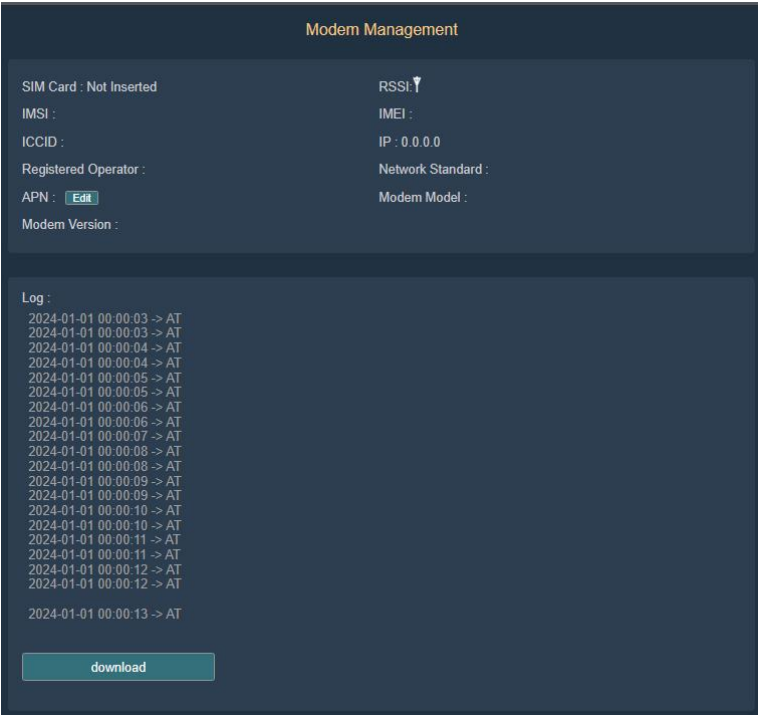 Modem Management
SIM Card : Not Inserted
RSSI:
IMSI :
IMEI :
ICCID :
IP : 0.0.0.0
Registered Operator :
Network Standard :
APN : Edit
Modem Model :
Modem Version :
Log :
2024-01-01 00:00:03 -> AT
2024-01-01 00:00:03 -> AT
2024-01-01 00:00:04 -> AT
2024-01-01 00:00:04 -> AT
2024-01-01 00:00:05 -> AT
2024-01-01 00:00:05 -> AT
2024-01-01 00:00:06 -> AT
2024-01-01 00:00:06 -> AT
2024-01-01 00:00:07 -> AT
2024-01-01 00:00:08 -> AT
2024-01-01 00:00:08 -> AT
2024-01-01 00:00:09 -> AT
2024-01-01 00:00:09 -> AT
2024-01-01 00:00:10 -> AT
2024-01-01 00:00:10 -> AT
2024-01-01 00:00:11 -> AT
2024-01-01 00:00:11 -> AT
2024-01-01 00:00:12 -> AT
2024-01-01 00:00:12 -> AT
2024-01-01 00:00:13 -> AT
download